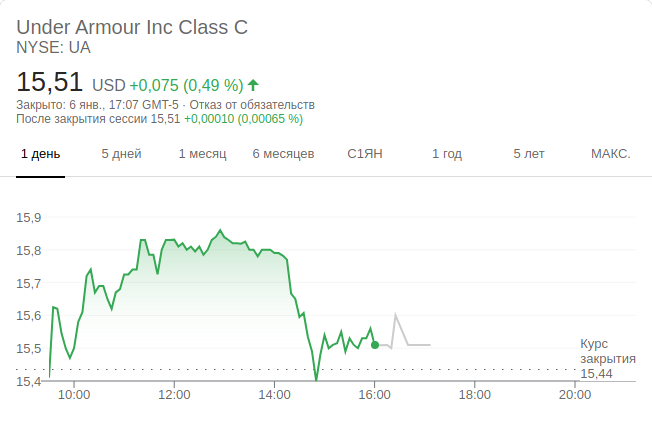 Under Armour Inc Class C
NYSE: UA
15,51 USD +0,075 (0,49 %)
Закрыто: 6 янв., 17:07 GMT-5 · Отказ от обязательств
После закрытия сессии 15,51 +0,00010 (0,00065 %)
1 день 5 дней 1 месяц 6 месяцев С1ЯН 1 год 5 лет МАКС.
15,9
15,8
15,7
15,6
15,5
15,4
Курс
закрытия
15,44
10:00 12:00 14:00 16:00 18:00 20:00